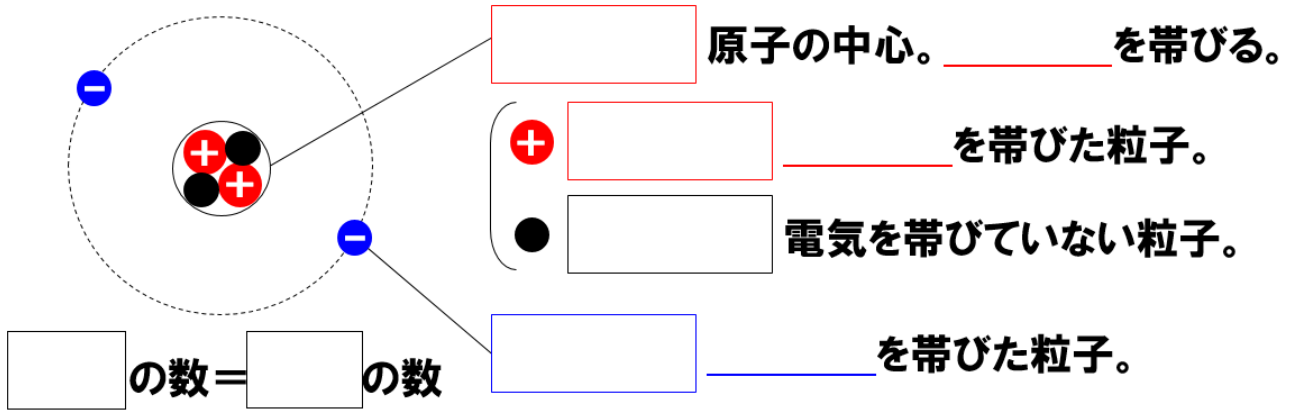 原子の中心。を帯びる。
+ を帯びた粒子。
電気を帯びていない粒子。
− を帯びた粒子。
の数＝の数